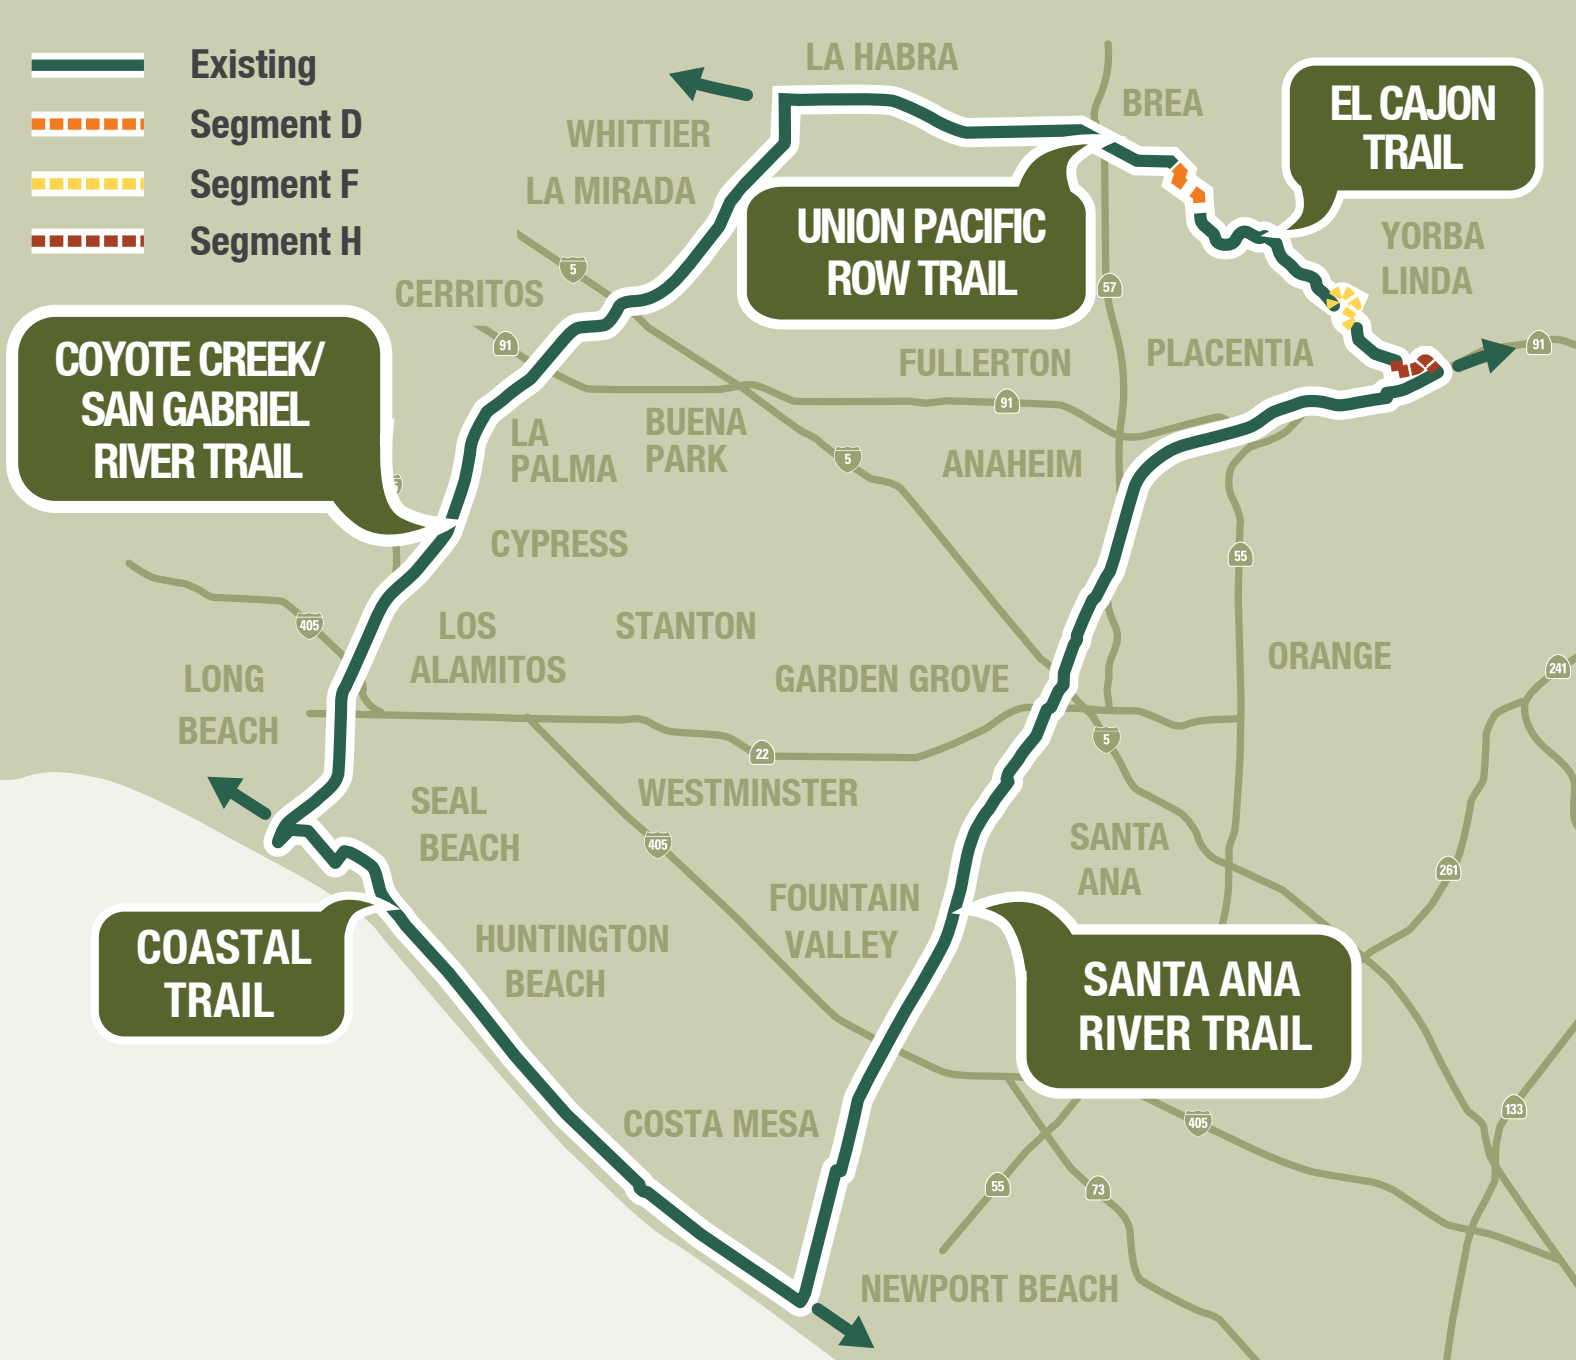 Existing
Segment D
Segment F
Segment H
LA HABRA
BREA
WHITTIER
LA MIRADA
EL CAJON
TRAIL
UNION PACIFIC
ROW TRAIL
YORBA
LINDA
5
CERRITOS
57
91
91
COYOTE CREEK/
SAN GABRIEL
RIVER TRAIL
FULLERTON
PLACENTIA
91
LA
PALMA
BUENA
PARK
5
ANAHEIM
CYPRESS
55
405
LOS
ALAMITOS
STANTON
GARDEN GROVE
ORANGE
241
LONG
BEACH
22
5
WESTMINSTER
SEAL
BEACH
405
SANTA
ANA
261
FOUNTAIN
VALLEY
COASTAL
TRAIL
HUNTINGTON
BEACH
SANTA ANA
RIVER TRAIL
COSTA MESA
405
133
55
73
NEWPORT BEACH